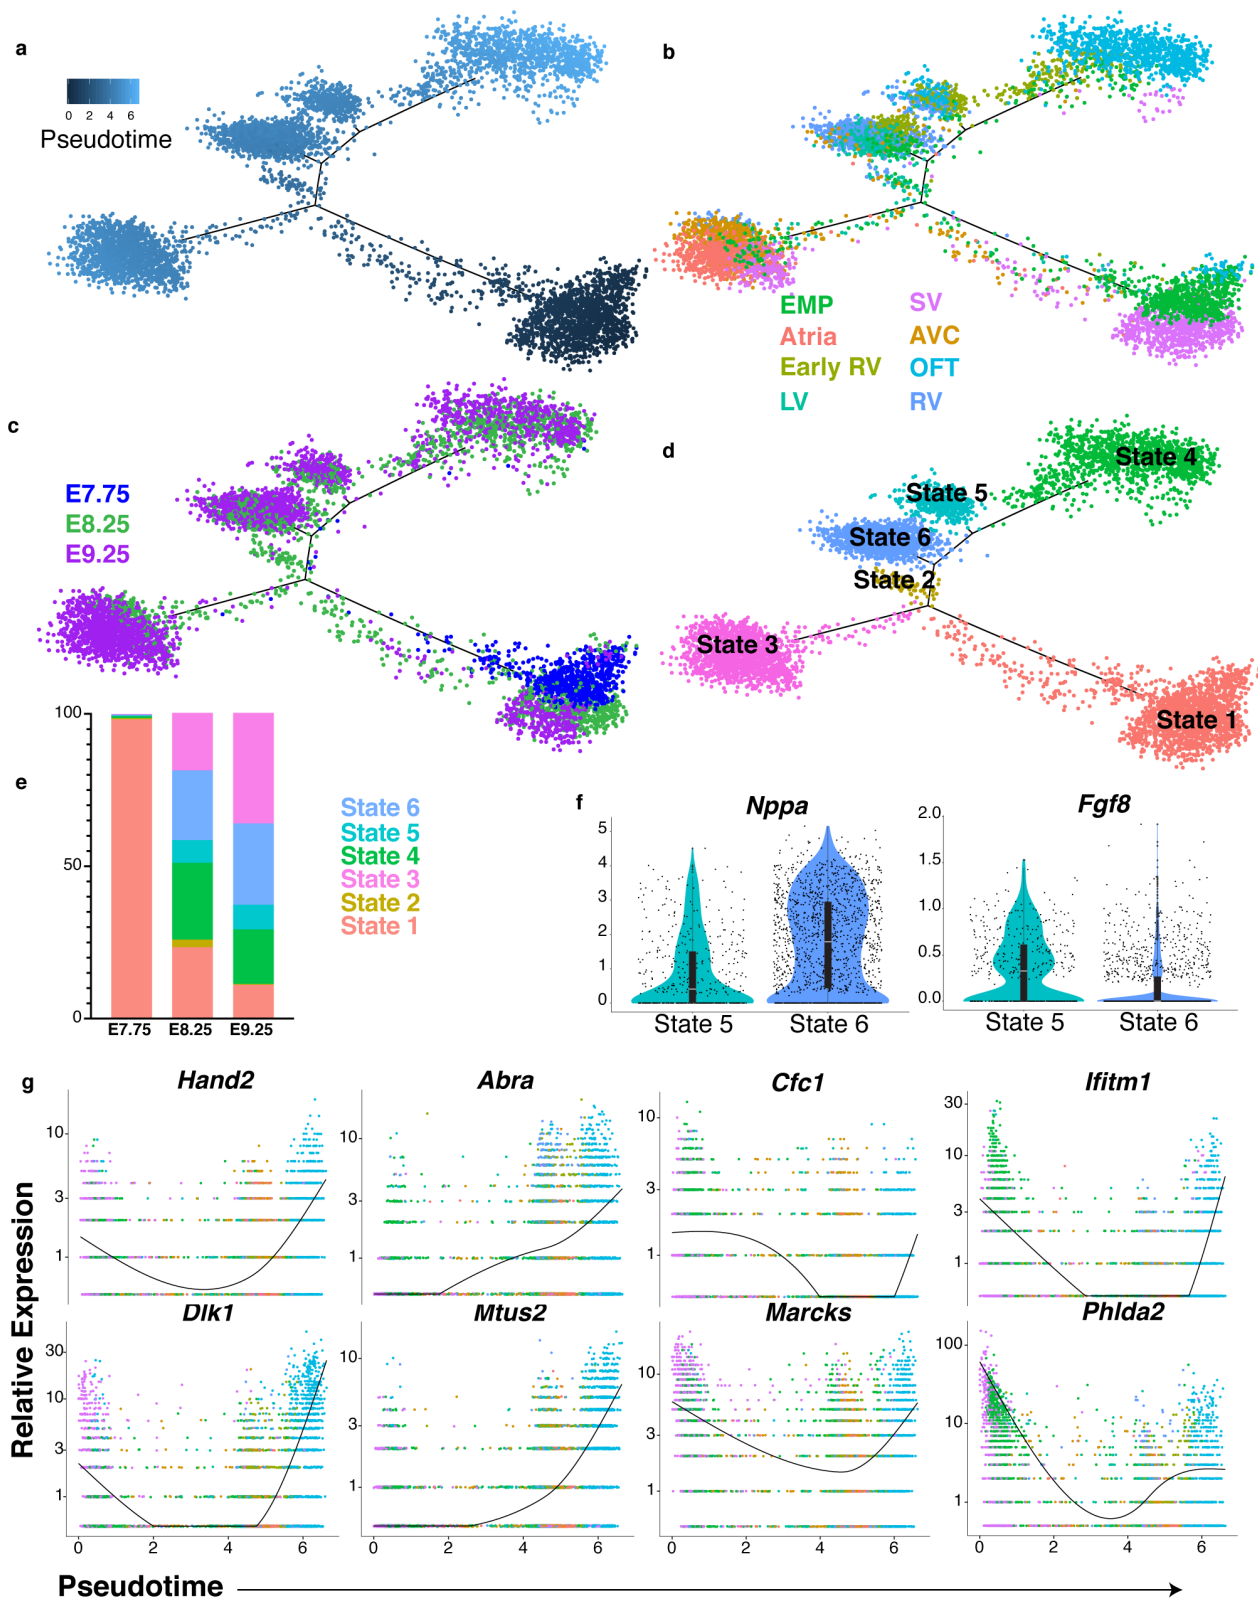 a
0 2 4 6
Pseudotime
b
EMP
Atria
Early RV
LV
SV
AVC
OFT
RV
c
E7.75
E8.25
E9.25
d
State 4
State 5
State 6
State 2
State 3
State 1
e
100
50
0
E7.75 E8.25 E9.25
State 6
State 5
State 4
State 3
State 2
State 1
f
Nppa
5
4
3
2
1
0
State 5 State 6
Fgf8
2.0
1.5
1.0
0.5
0.0
State 5 State 6
g
Relative Expression
Hand2
10
3
1
Abra
10
3
1
Cfc1
10
3
1
Ifitm1
30
10
3
1
Dlk1
30
10
3
1
0 2 4 6
Mtus2
10
3
1
0 2 4 6
Marcks
10
3
1
0 2 4 6
Phlda2
100
10
1
0 2 4 6
Pseudotime